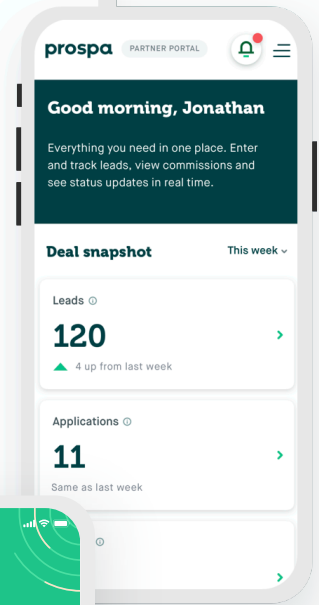 prospa PARTNER PORTAL
Good morning, Jonathan
Everything you need in one place. Enter
and track leads, view commissions and
see status updates in real time.
Deal snapshot This week
Leads
120
4 up from last week
Applications
11
Same as last week